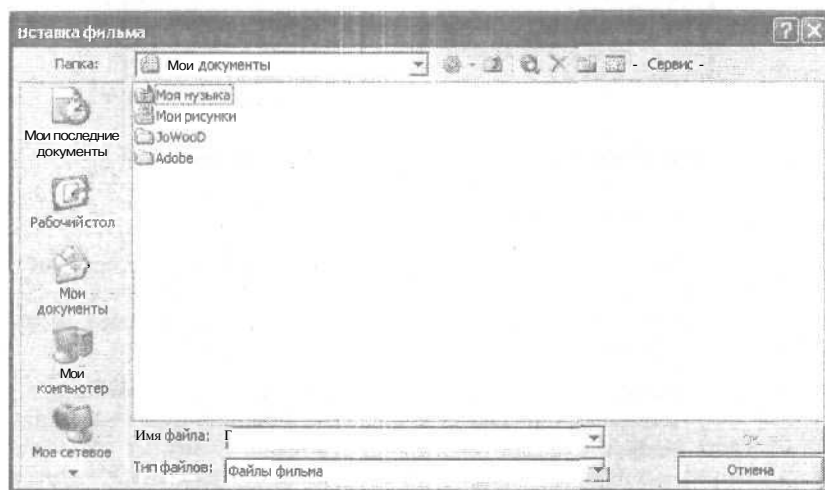 Вставка фильма
Папка: Мои документы - Сервис -
Моя музыка
Мои рисунки
JoWooD
Adobe
Мои последние
документы
Рабочий стол
Мои
документы
Мой
компьютер
Мое сетевое
Имя файла:
Тип файлов: Файлы фильма
Отмена